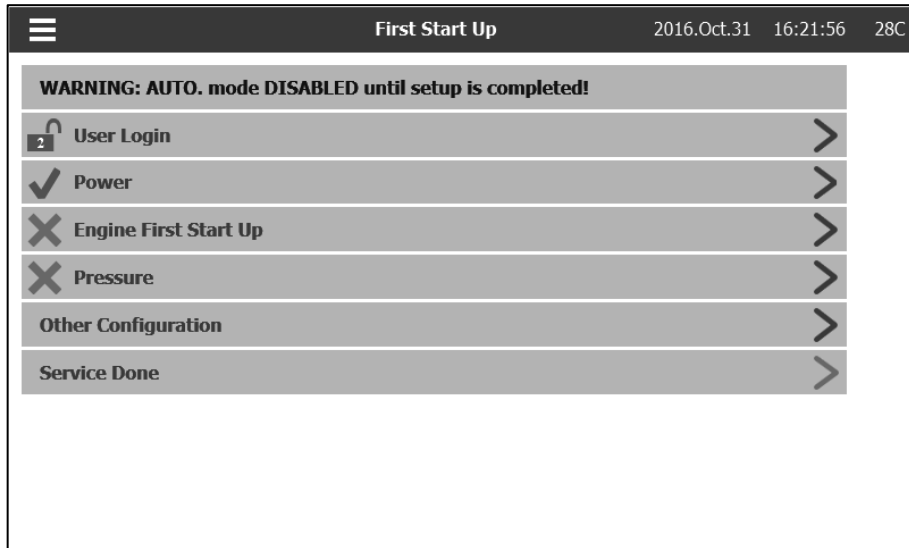 First Start Up 2016.Oct.31 16:21:56 28C
WARNING: AUTO. mode DISABLED until setup is completed!
2 User Login
Power
Engine First Start Up
Pressure
Other Configuration
Service Done